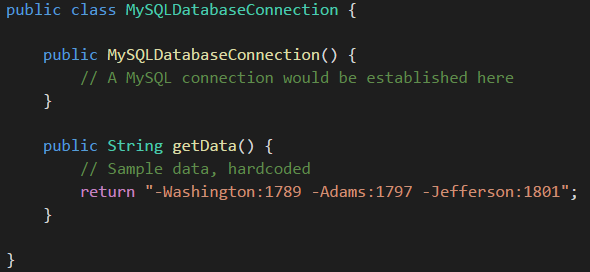 public class MySQLDatabaseConnection {
public MySQLDatabaseConnection() {
// A MySQL connection would be established here
}
public String getData() {
// Sample data, hardcoded
return "-Washington:1789 -Adams:1797 -Jefferson:1801";
}
}